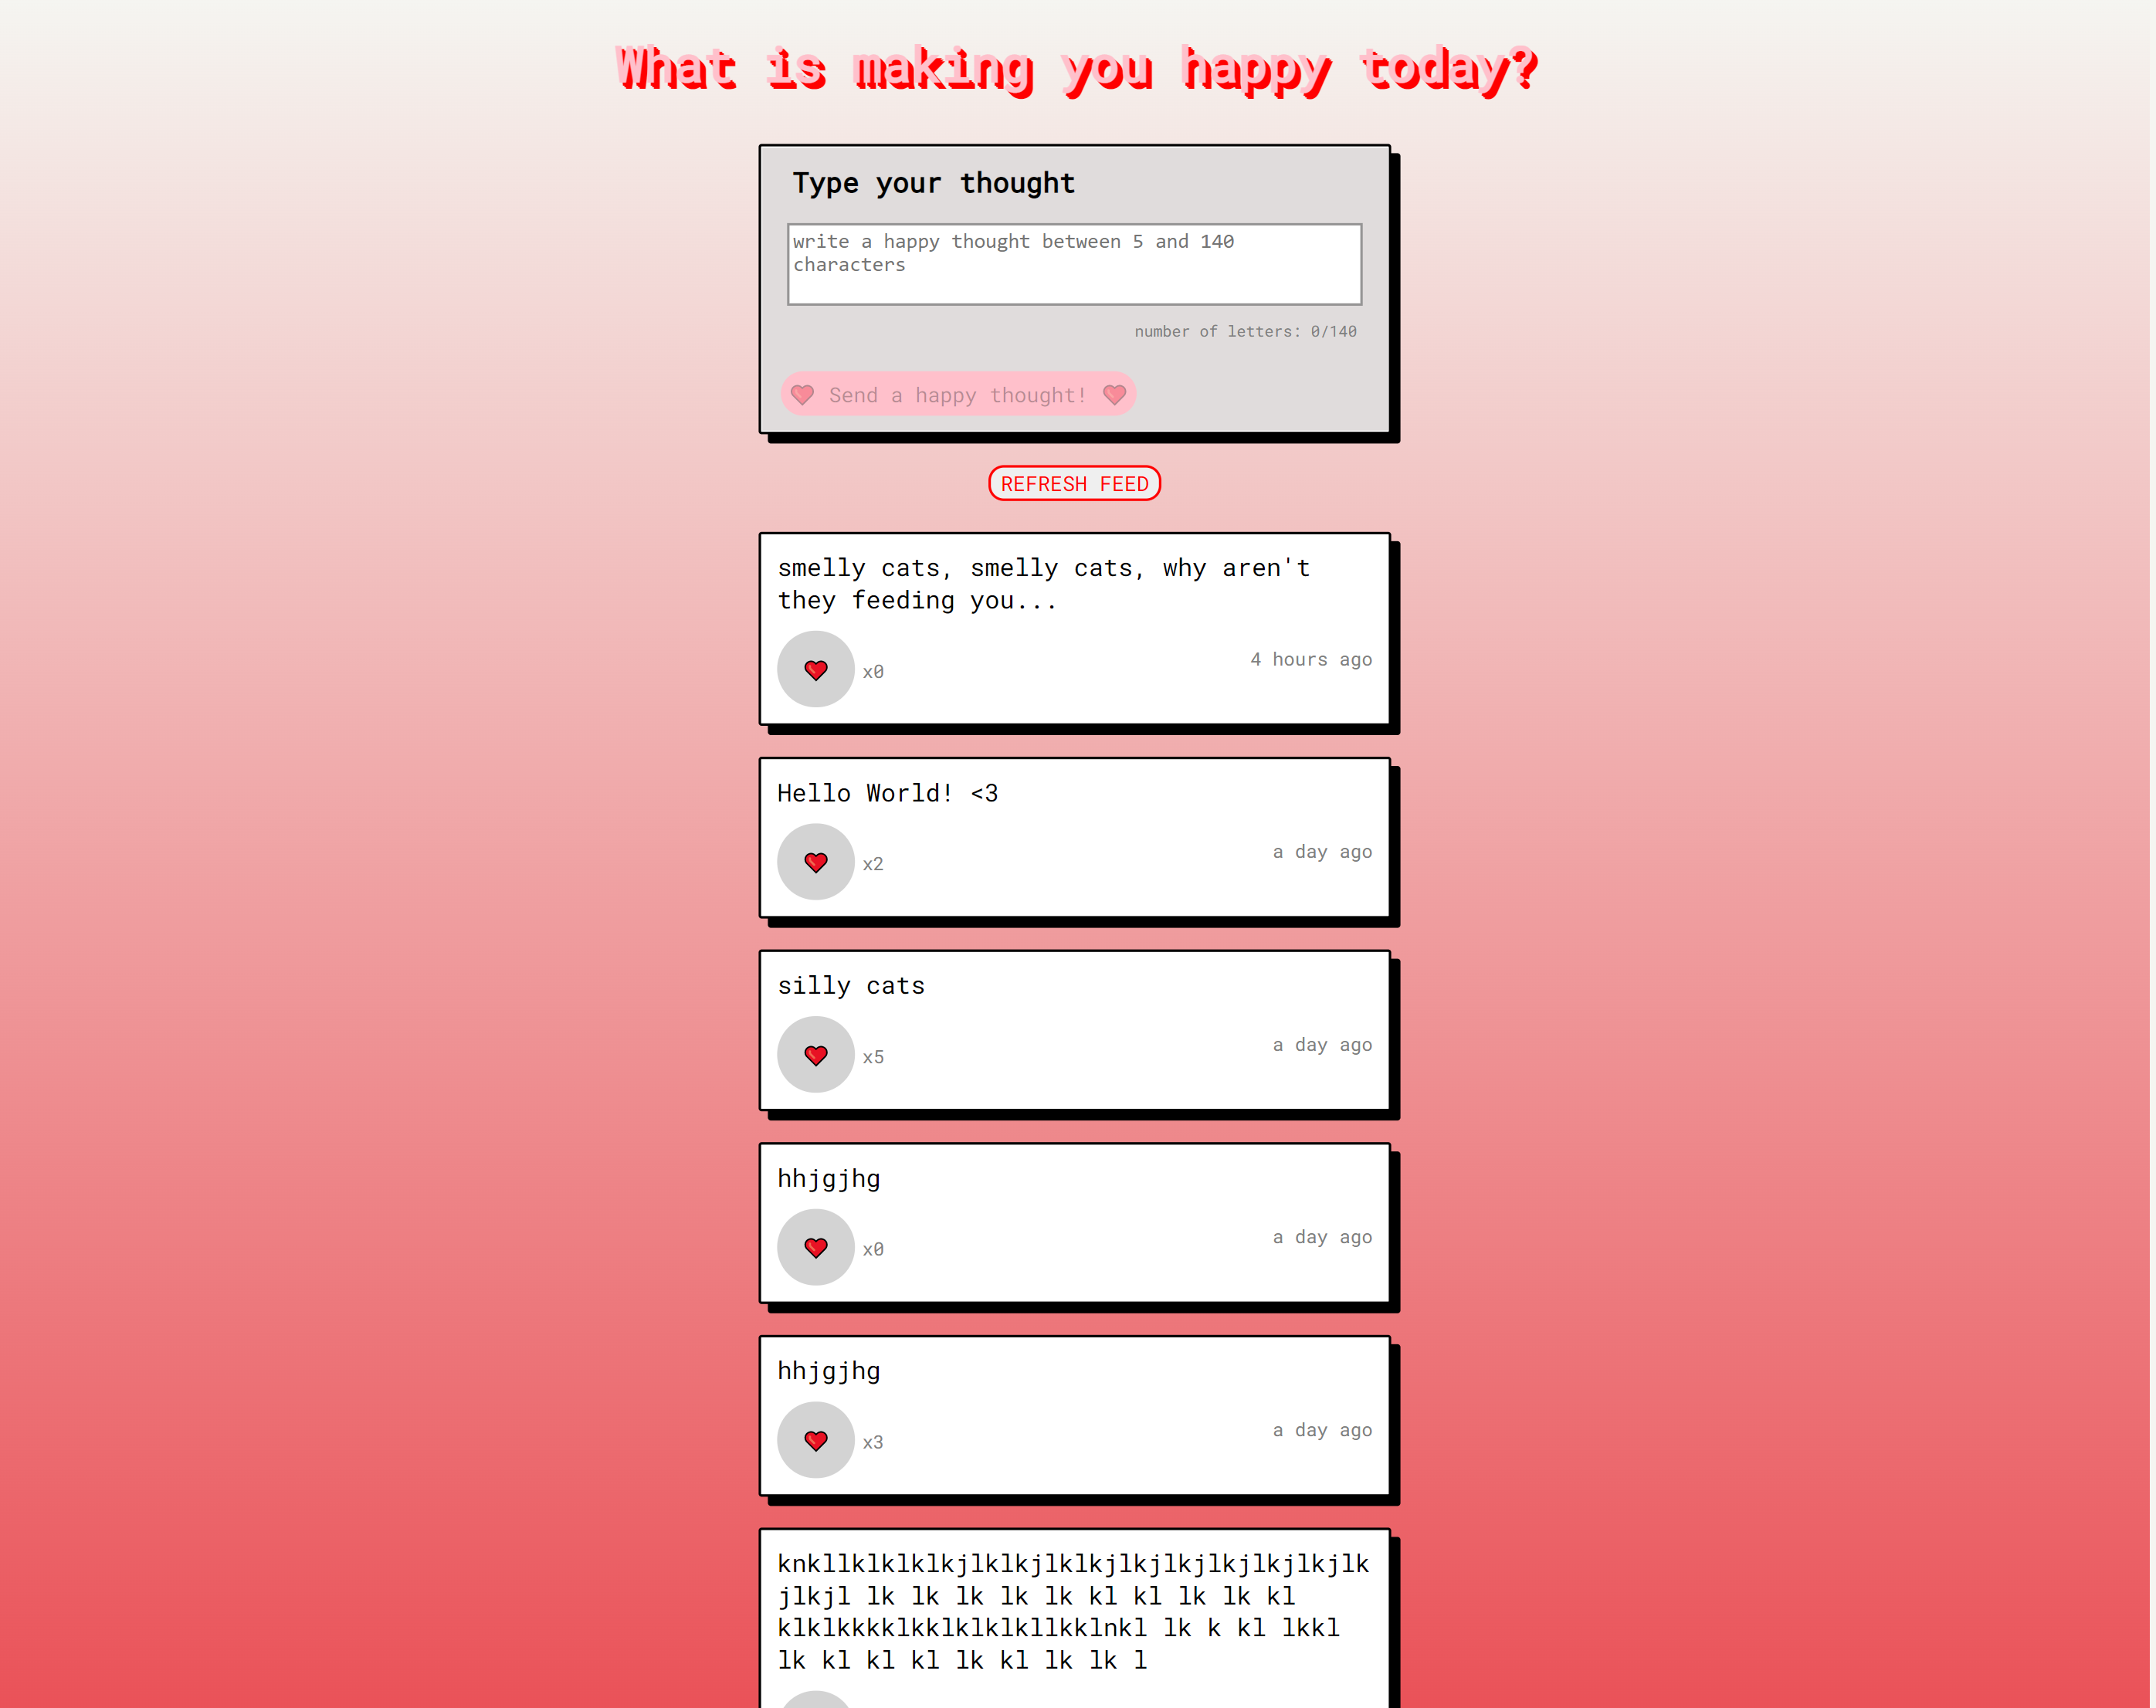 What is making you happy today?
Type your thought
write a happy thought between 5 and 140
characters
number of letters: 0/140
Send a happy thought!
REFRESH FEED
smelly cats, smelly cats, why aren't
they feeding you...
x0
4 hours ago
Hello World! <3
x2
a day ago
silly cats
x5
a day ago
hhjgjhg
x0
a day ago
hhjgjhg
x3
a day ago
knkllklklklkjlklkjlklkjlkjlkjlkjlkjlkjlk
jlkjl lk lk lk lk lk kl kl lk lk kl
klklkkkklkklklklkllkklnkl lk k kl lkkl
lk kl kl kl lk kl lk lk l